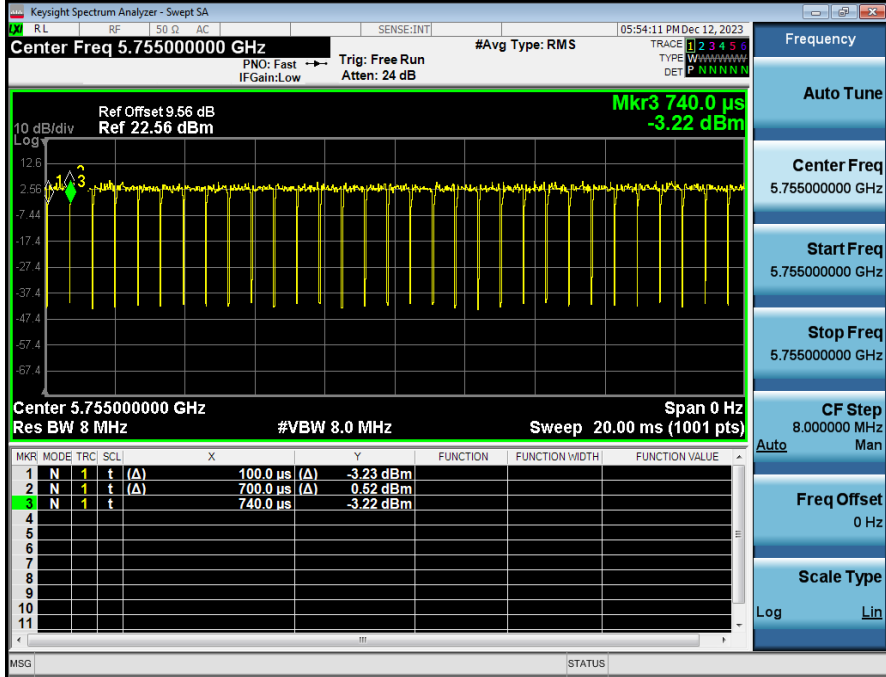 Keysight Spectrum Analyzer - Swept SA
LXI RL RF 50 Ω AC SENSE:INT 05:54:11 PM Dec 12, 2023
Center Freq 5.755000000 GHz #Avg Type: RMS TRACE 1 2 3 4 5 6
PNO: Fast Trig: Free Run TYPE WWWWWWW
IFGain:Low Atten: 24 dB DET P N N N N N
Mkr3 740.0 µs
-3.22 dBm
Ref Offset 9.56 dB
10 dB/div Ref 22.56 dBm
Log
12.6
2.56
-7.44
-17.4
-27.4
-37.4
-47.4
-57.4
-67.4
1
2
3
Center 5.755000000 GHz Span 0 Hz
Res BW 8 MHz #VBW 8.0 MHz Sweep 20.00 ms (1001 pts)
MKR MODE TRC SCL X Y FUNCTION FUNCTION WIDTH FUNCTION VALUE
1 N 1 t (Δ) 100.0 µs (Δ) -3.23 dBm
2 N 1 t (Δ) 700.0 µs (Δ) 0.52 dBm
3 N 1 t 740.0 µs -3.22 dBm
4
5
6
7
8
9
10
11
MSG STATUS
Frequency
Auto Tune
Center Freq
5.755000000 GHz
Start Freq
5.755000000 GHz
Stop Freq
5.755000000 GHz
CF Step
8.000000 MHz
Auto Man
Freq Offset
0 Hz
Scale Type
Log Lin